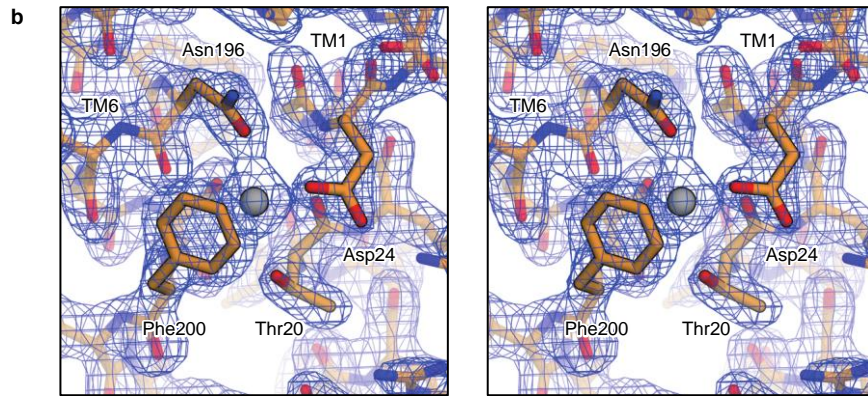 b
Asn196 TM1
TM6
Asp24
Phe200 Thr20
Asn196 TM1
TM6
Asp24
Phe200 Thr20